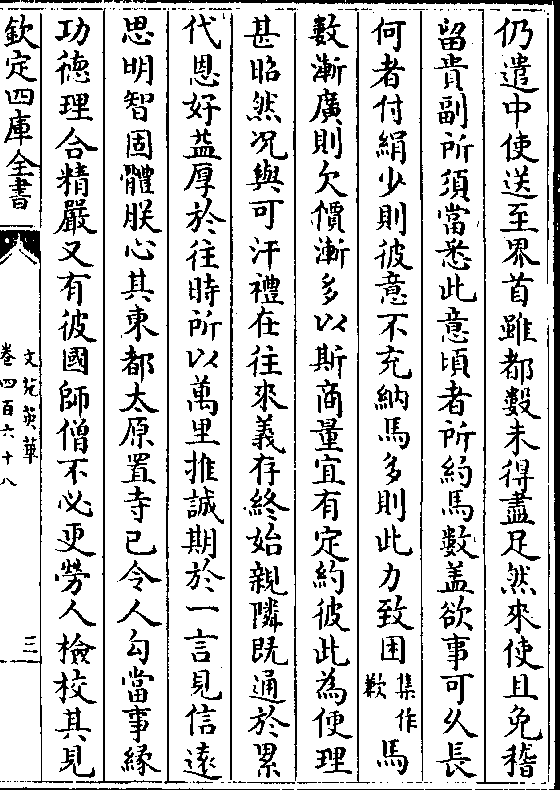 仍遣中使送至界首雖都數未得盡足然來使且免稽
留貴副所須當悉此意頃者所約馬數盖欲事可乆長
何者付絹少則彼意不充納馬多則此力致困集作歉馬
數漸廣則欠價漸多以斯商量宜有定約彼此為便理
甚昭然况與可汗禮在往來義存終始親隣既通於累
代恩好益厚於往時所以萬里推誠期於一言見信遠
思明智固體朕心其東都太原置寺已令人勾當事緣
功德理合精嚴又有彼國師僧不必更勞人檢校其見
欽定四庫全書
文苑英華
卷四百六十八
三